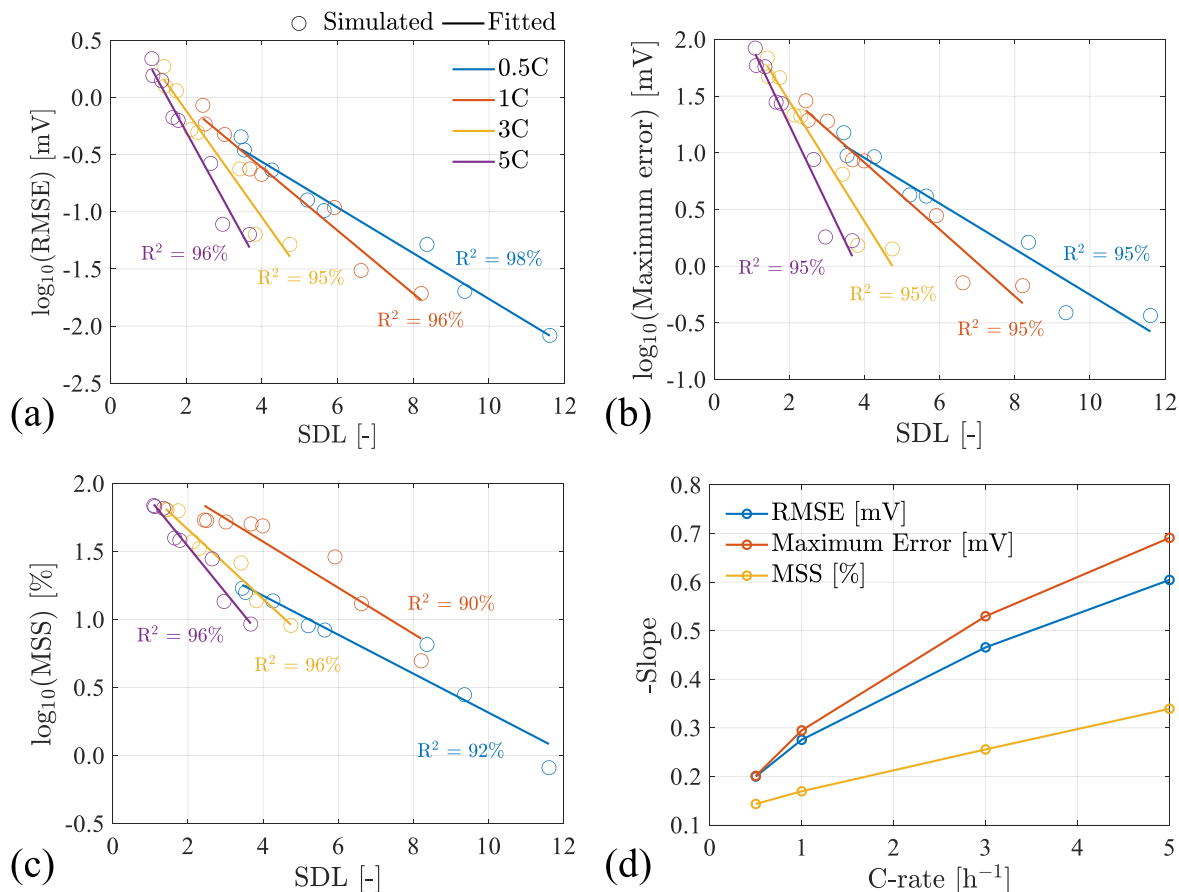 Simulated Fitted
0.5
0.0
-0.5
-1.0
-1.5
-2.0
-2.5
log₁₀(RMSE) [mV]
0.5C
1C
3C
5C
R² = 96%
R² = 95%
R² = 98%
R² = 96%
0 2 4 6 8 10 12
SDL [-]
(a)
2.0
1.5
1.0
0.5
0.0
-0.5
-1.0
log₁₀(Maximum error) [mV]
R² = 95%
R² = 95%
R² = 95%
R² = 95%
0 2 4 6 8 10 12
SDL [-]
(b)
2.0
1.5
1.0
0.5
0.0
-0.5
log₁₀(MSS) [%]
R² = 90%
R² = 96%
R² = 96%
R² = 92%
0 2 4 6 8 10 12
SDL [-]
(c)
0.8
0.7
0.6
0.5
0.4
0.3
0.2
0.1
-Slope
RMSE [mV]
Maximum Error [mV]
MSS [%]
0 1 2 3 4 5
C-rate [h⁻¹]
(d)